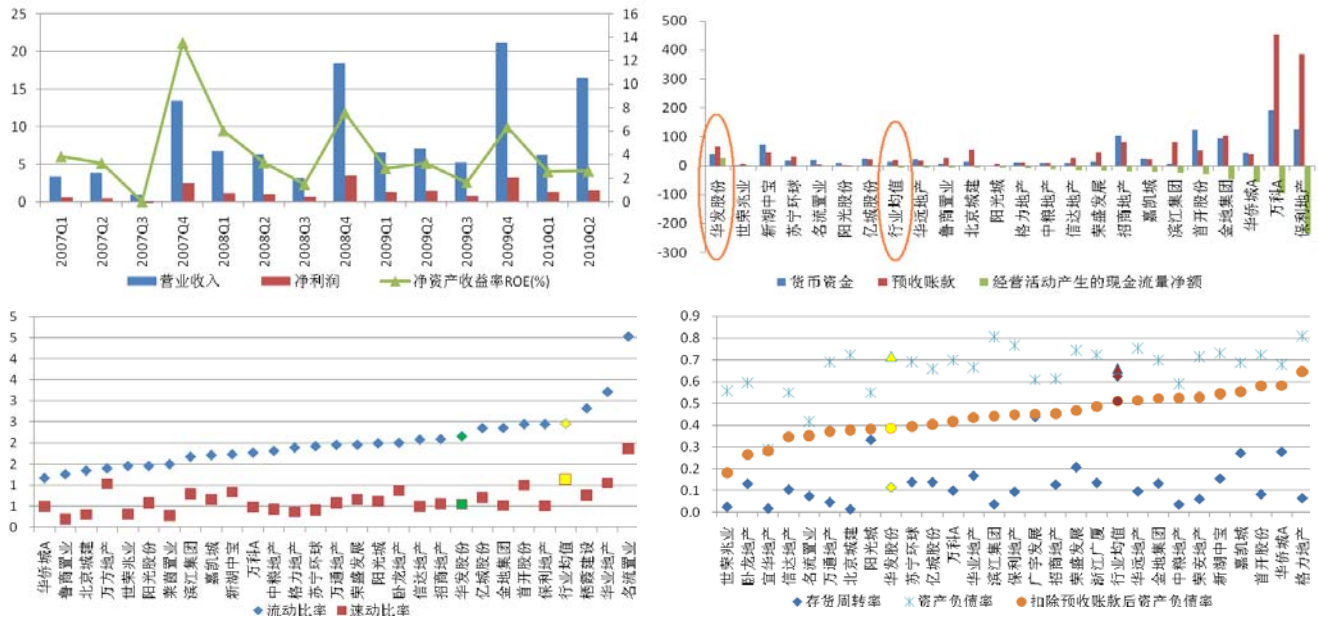 25
20
15
10
5
0
16
14
12
10
8
6
4
2
0
2007Q1
2007Q2
2007Q3
2007Q4
2008Q1
2008Q2
2008Q3
2008Q4
2009Q1
2009Q2
2009Q3
2009Q4
2010Q1
2010Q2
营业收入 净利润 净资产收益率ROE(%)
500
400
300
200
100
0
-100
-200
-300
华发股份
世荣兆业
新湖中宝
苏宁环球
名流置业
阳光股份
亿城股份
行业均值
华远地产
鲁商置业
北京城建
阳光城
格力地产
中粮地产
信达地产
荣盛发展
招商地产
嘉凯城
滨江集团
首开股份
金地集团
华侨城A
万科A
保利地产
货币资金 预收账款 经营活动产生的现金流量净额
5
4
4
3
3
2
2
1
1
0
华侨城A
鲁商置业
北京城建
万方地产
世荣兆业
阳光股份
莱茵置业
滨江集团
嘉凯城
新湖中宝
万科A
中粮地产
格力地产
苏宁环球
万通地产
荣盛发展
阳光城
卧龙地产
信达地产
招商地产
华发股份
亿城股份
金地集团
首开股份
保利地产
行业均值
栖霞建设
华业地产
名流置业
流动比率 速动比率
0.9
0.8
0.7
0.6
0.5
0.4
0.3
0.2
0.1
0.0
世荣兆业
卧龙地产
宜华地产
信达地产
名流置业
万通地产
北京城建
阳光城
华发股份
苏宁环球
亿城股份
万科A
华业地产
滨江集团
保利地产
广宇发展
招商地产
荣盛发展
浙江广厦
行业均值
华远地产
金地集团
中粮地产
荣安地产
新湖中宝
嘉凯城
首开股份
华侨城A
格力地产
存货周转率 资产负债率 扣除预收账款后资产负债率